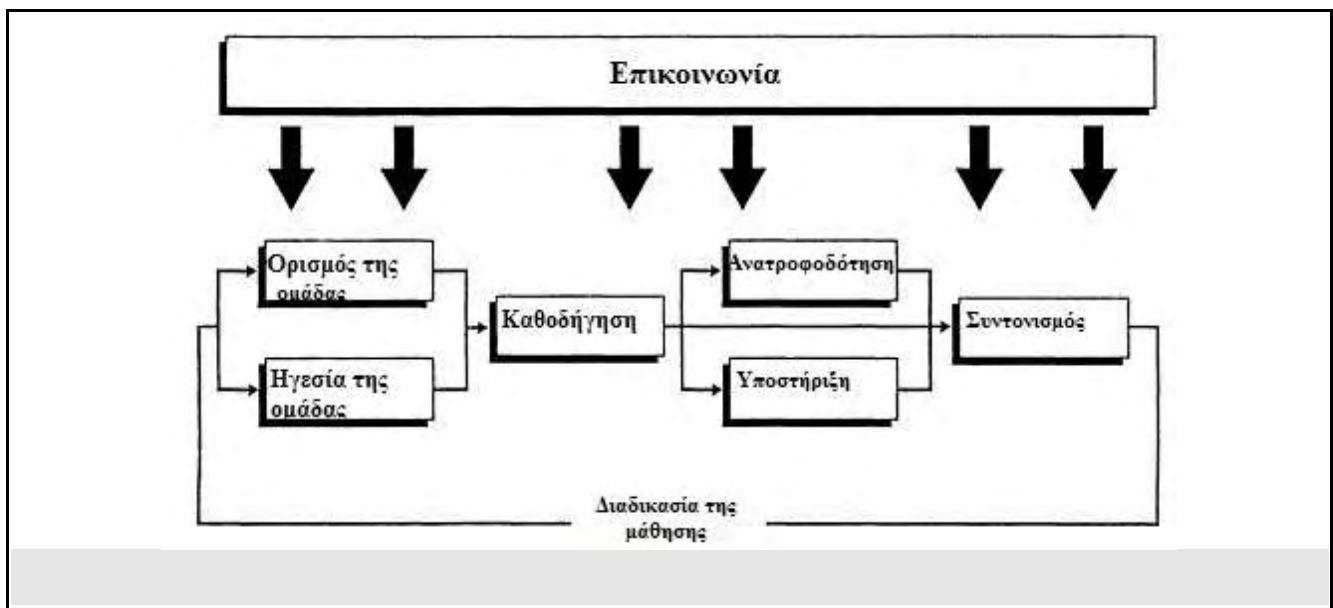 Επικοινωνία
Ορισμός της
ομάδας
Ηγεσία της
ομάδας
Καθοδήγηση
Ανατροφοδότηση
Υποστήριξη
Συντονισμός
Διαδικασία της
μάθησης